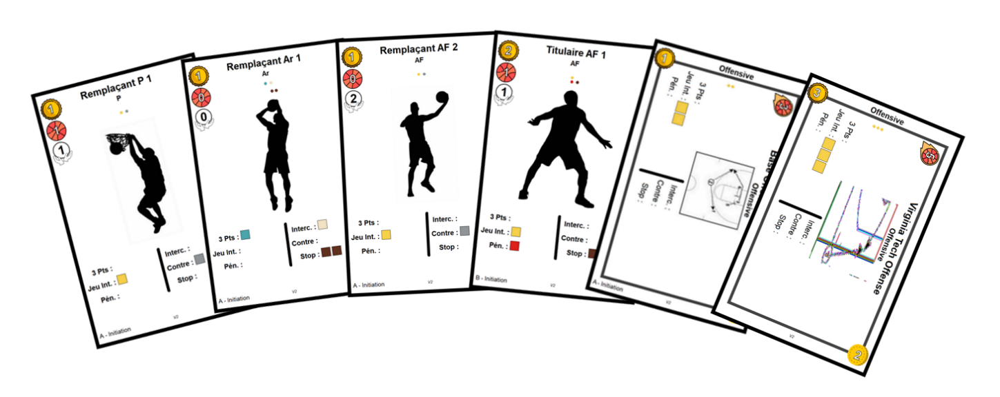 1
Remplaçant P 1
P
1
1
3 Pts :
Jeu Int. :
Pén. :
Interc. :
Contre :
Stop :
A - Initiation
V2
1
Remplaçant Ar 1
Ar
0
0
3 Pts :
Jeu Int. :
Pén. :
Interc. :
Contre :
Stop :
A - Initiation
V2
1
Remplaçant AF 2
AF
0
2
3 Pts :
Jeu Int. :
Pén. :
Interc. :
Contre :
Stop :
A - Initiation
V2
2
Titulaire AF 1
AF
1
1
3 Pts :
Jeu Int. :
Pén. :
Interc. :
Contre :
Stop :
B - Initiation
V2
1
Offensive
3 Pts :
Jeu Int. :
Pén. :
Interc. :
Contre :
Stop :
Base
Offensive
A - Initiation
V2
3
Offensive
5
3 Pts :
Jeu Int. :
Pén. :
Interc. :
Contre :
Stop :
Virginia Tech Offense
Offensive
V2
2